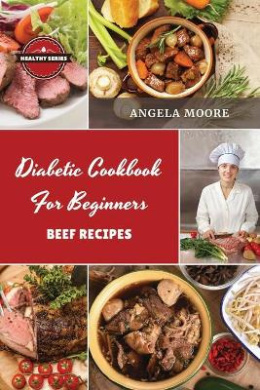 HEALTHY SERIES
ANGELA MOORE
Diabetic Cookbook
For Beginners
BEEF RECIPES